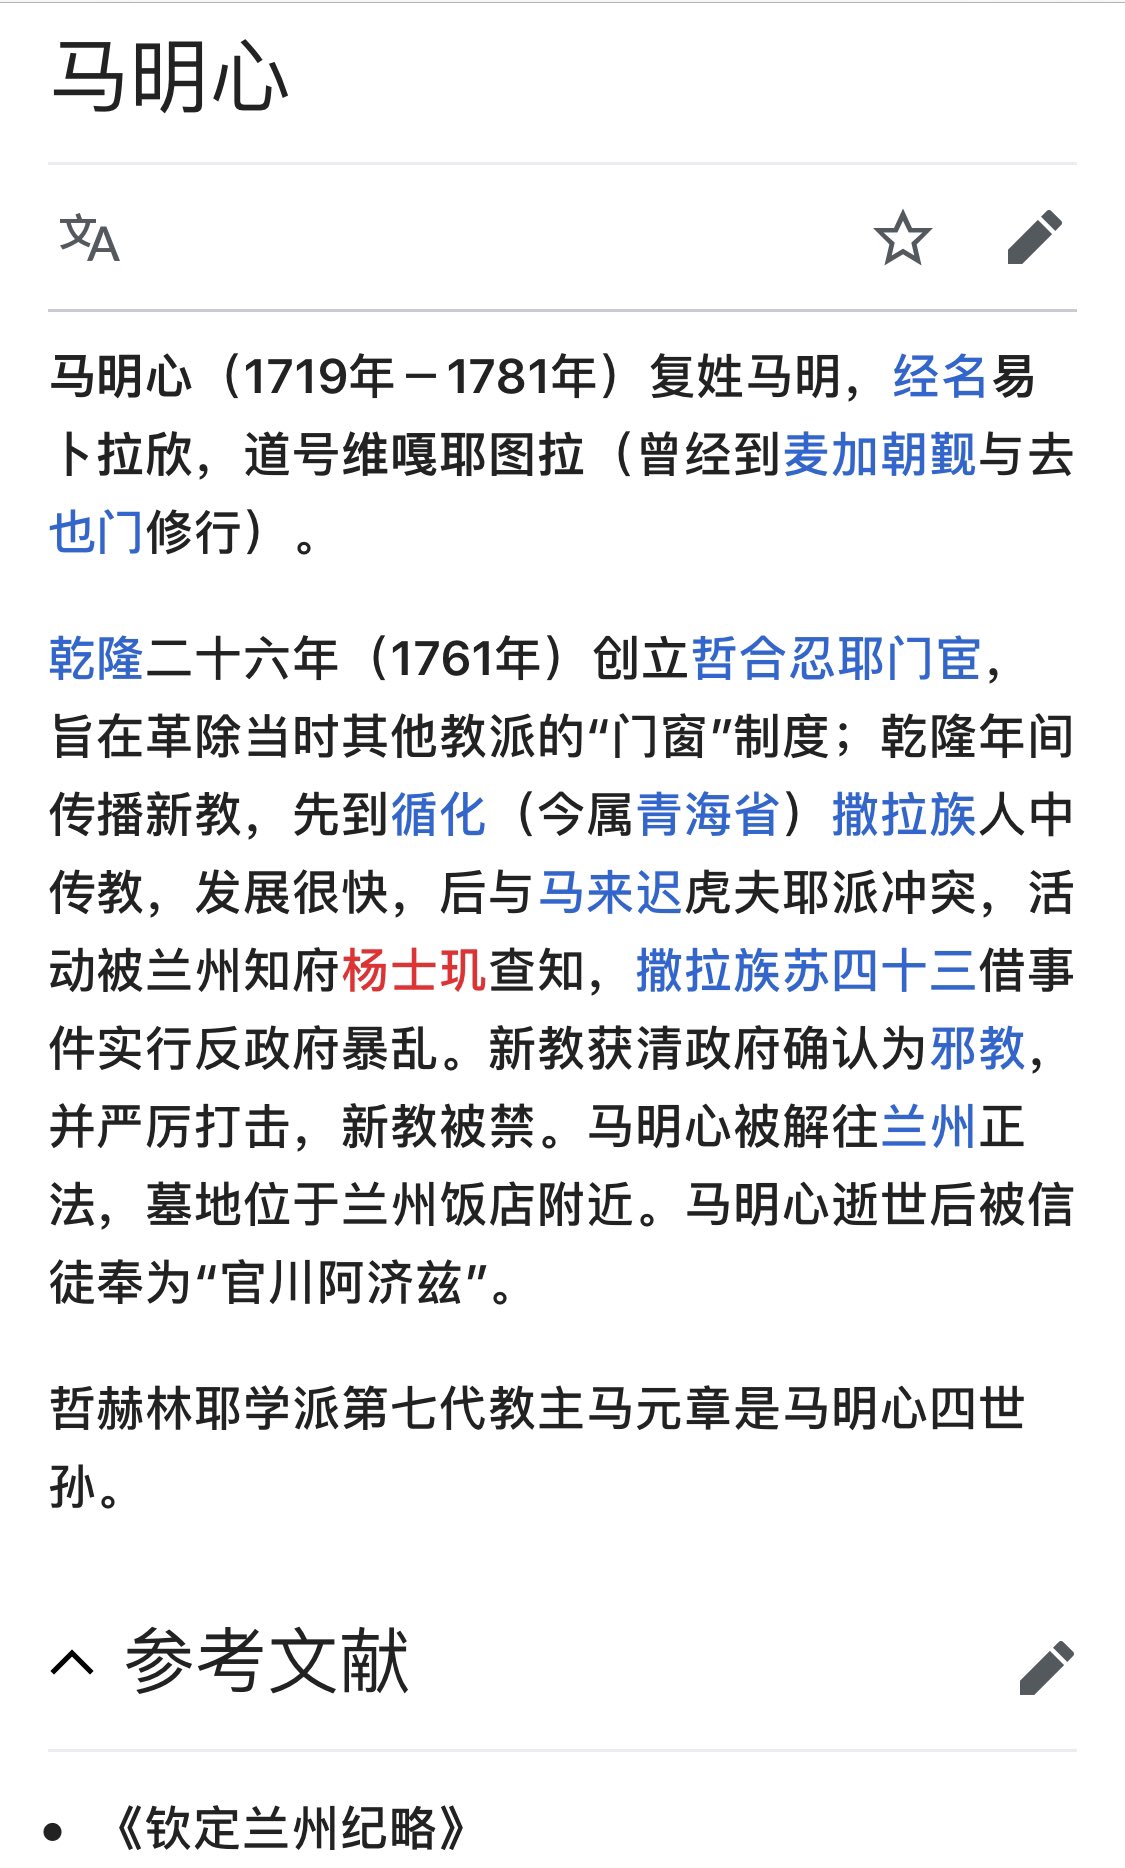 马明心
文A
马明心（1719年－1781年）复姓马明，经名易
卜拉欣，道号维嘎耶图拉（曾经到麦加朝觐与去
也门修行）。
乾隆二十六年（1761年）创立哲合忍耶门宦，
旨在革除当时其他教派的“门窗”制度；乾隆年间
传播新教，先到循化（今属青海省）撒拉族人中
传教，发展很快，后与马来迟虎夫耶派冲突，活
动被兰州知府杨士玑查知，撒拉族苏四十三借事
件实行反政府暴乱。新教获清政府确认为邪教，
并严厉打击，新教被禁。马明心被解往兰州正
法，墓地位于兰州饭店附近。马明心逝世后被信
徒奉为“官川阿济兹”。
哲赫林耶学派第七代教主马元章是马明心四世
孙。
参考文献
• 《钦定兰州纪略》